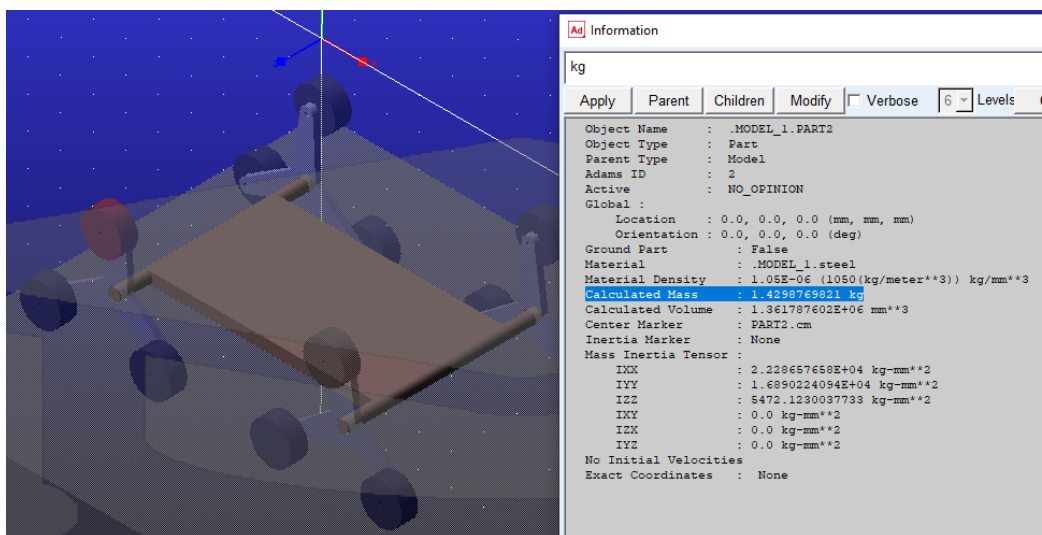 Ad Information
kg
Apply Parent Children Modify Verbose 6 Levels
Object Name : .MODEL_1.PART2
Object Type : Part
Parent Type : Model
Adams ID : 2
Active : NO_OPINION
Global :
Location : 0.0, 0.0, 0.0 (mm, mm, mm)
Orientation : 0.0, 0.0, 0.0 (deg)
Ground Part : False
Material : .MODEL_1.steel
Material Density : 1.05E-06 (1050(kg/meter**3)) kg/mm**3
Calculated Mass : 1.4298769821 kg
Calculated Volume : 1.361787602E+06 mm**3
Center Marker : PART2.cm
Inertia Marker : None
Mass Inertia Tensor :
IXX : 2.228657658E+04 kg-mm**2
IYY : 1.6890224094E+04 kg-mm**2
IZZ : 5472.1230037733 kg-mm**2
IXY : 0.0 kg-mm**2
IZX : 0.0 kg-mm**2
IYZ : 0.0 kg-mm**2
No Initial Velocities
Exact Coordinates : None